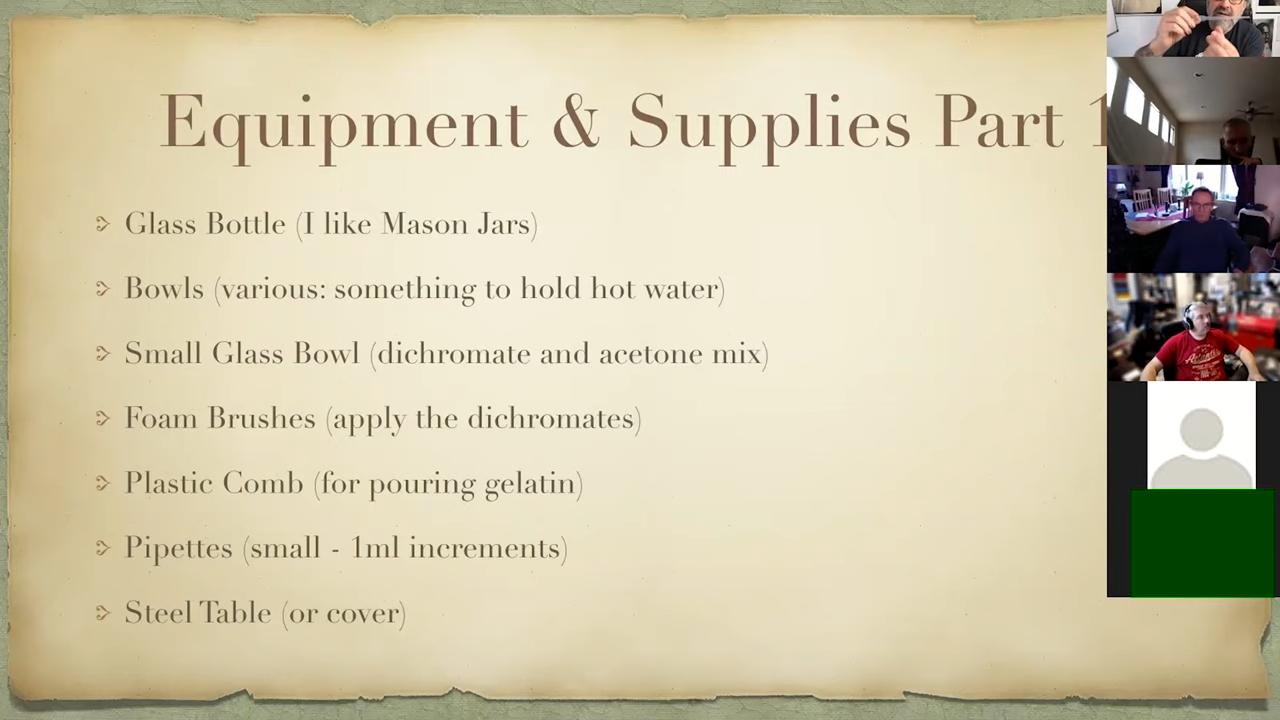 Equipment & Supplies Part 1
Glass Bottle (I like Mason Jars)
Bowls (various: something to hold hot water)
Small Glass Bowl (dichromate and acetone mix)
Foam Brushes (apply the dichromates)
Plastic Comb (for pouring gelatin)
Pipettes (small - 1ml increments)
Steel Table (or cover)